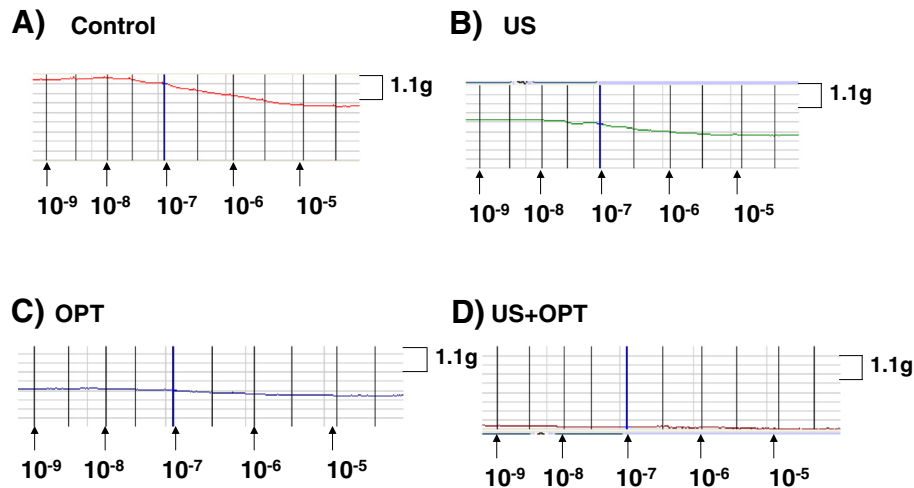 A) Control
1.1g
10⁻⁹ 10⁻⁸ 10⁻⁷ 10⁻⁶ 10⁻⁵
B) US
1.1g
10⁻⁹ 10⁻⁸ 10⁻⁷ 10⁻⁶ 10⁻⁵
C) OPT
1.1g
10⁻⁹ 10⁻⁸ 10⁻⁷ 10⁻⁶ 10⁻⁵
D) US+OPT
1.1g
10⁻⁹ 10⁻⁸ 10⁻⁷ 10⁻⁶ 10⁻⁵